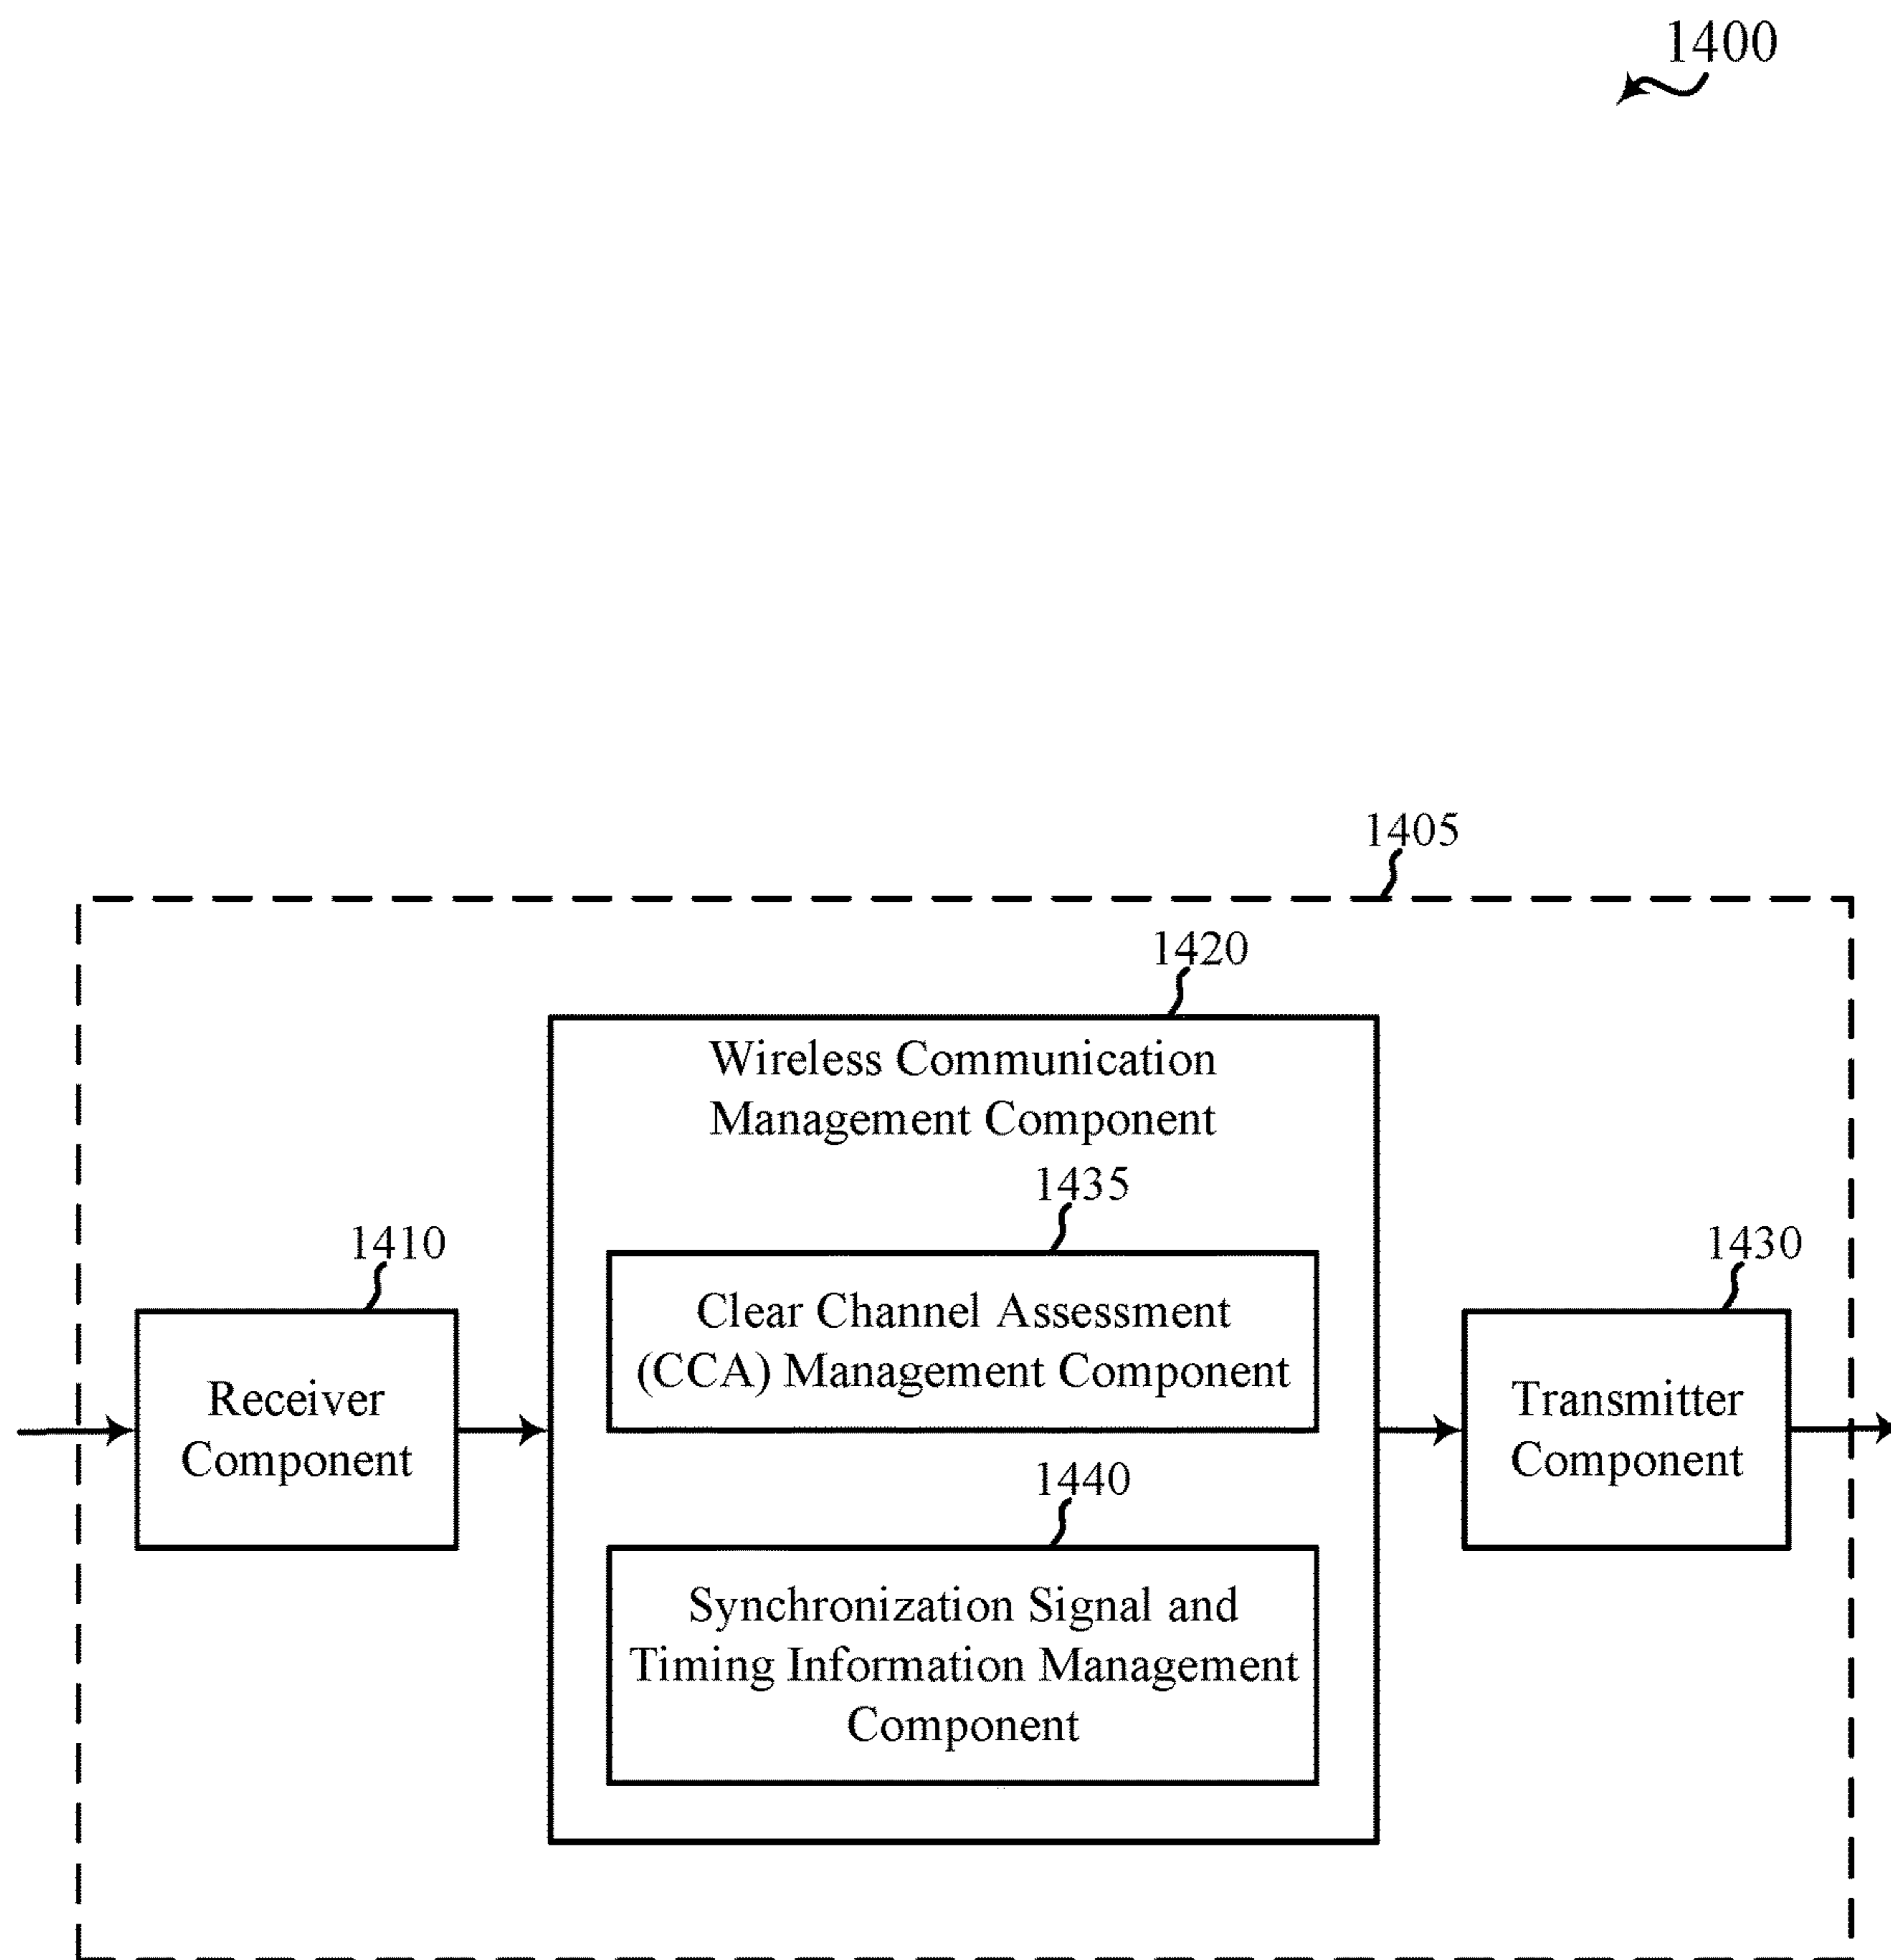 1400
1405
1420
Wireless Communication
Management Component
1435
1410
1430
Clear Channel Assessment
(CCA) Management Component
Receiver
Component
Transmitter
Component
1440
Synchronization Signal and
Timing Information Management
Component